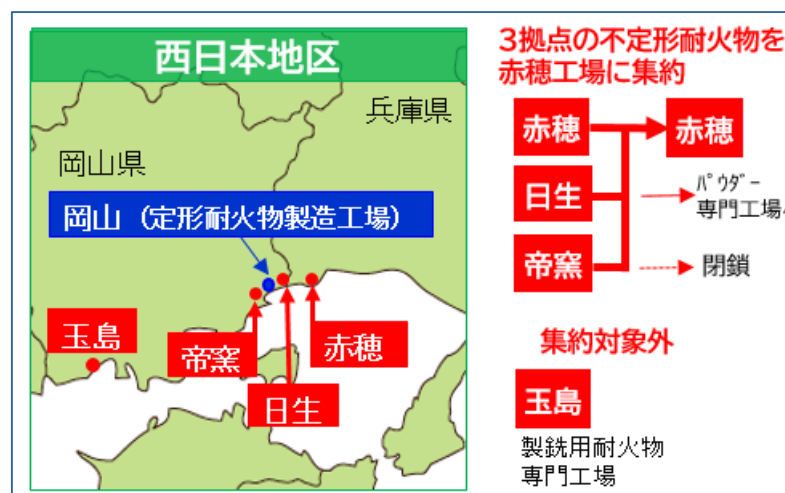 西日本地区
兵庫県
岡山県
岡山（定形耐火物製造工場）
玉島
帝窯
赤穂
日生
3拠点の不定形耐火物を
赤穂工場に集約
赤穂
赤穂
日生
ﾊﾟｳﾀﾞｰ
専門工場
帝窯
閉鎖
集約対象外
玉島
製銑用耐火物
専門工場